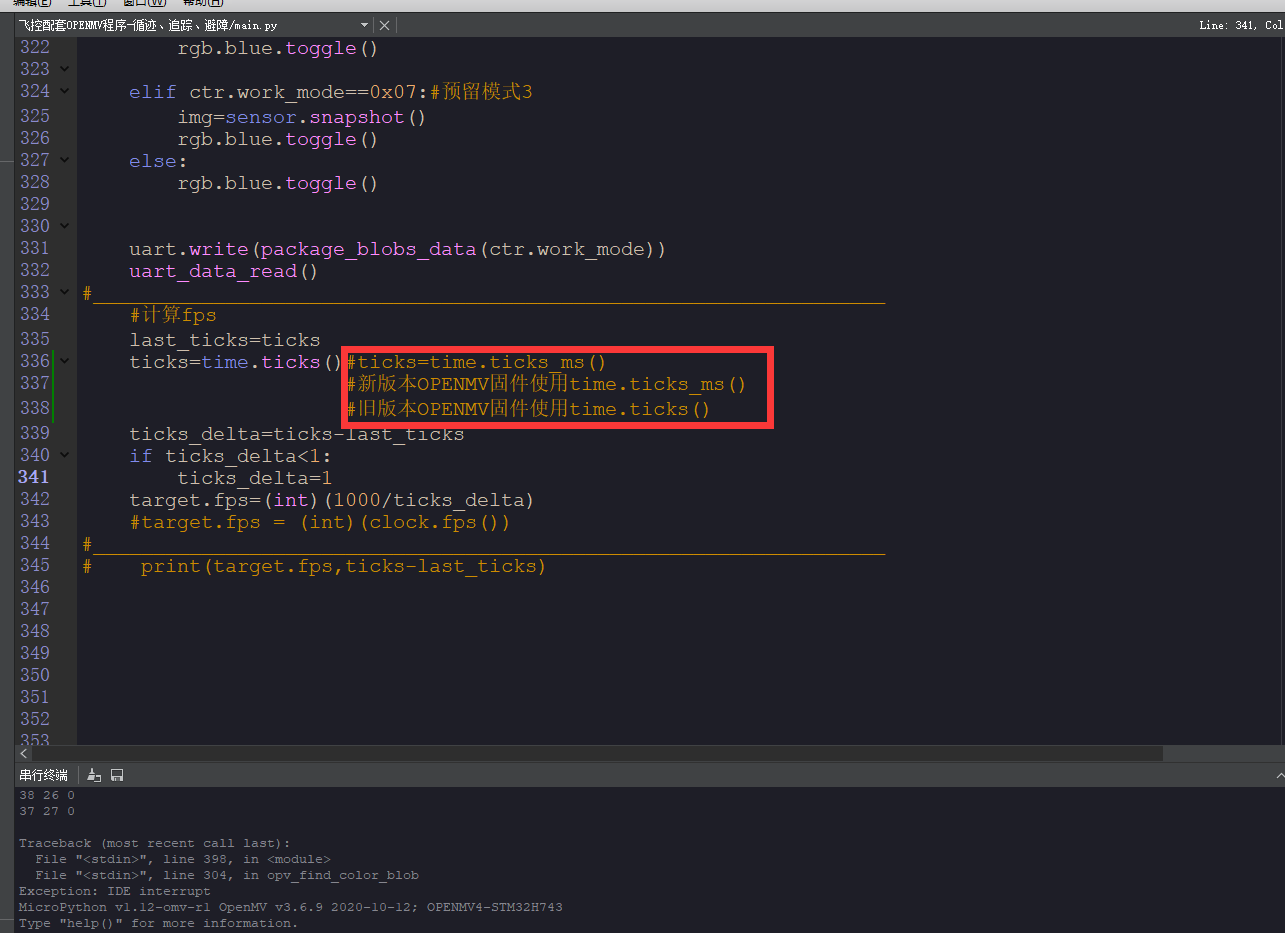 编辑(E) 工具(T) 窗口(W) 帮助(H)
飞控配套OPENMV程序-循迹、追踪、避障/main.py Line: 341, Col
322 rgb.blue.toggle()
323
324 elif ctr.work_mode==0x07:#预留模式3
325 img=sensor.snapshot()
326 rgb.blue.toggle()
327 else:
328 rgb.blue.toggle()
329
330
331 uart.write(package_blobs_data(ctr.work_mode))
332 uart_data_read()
333 #__________________________________________________________________
334 #计算fps
335 last_ticks=ticks
336 ticks=time.ticks()#ticks=time.ticks_ms()
337 #新版本OPENMV固件使用time.ticks_ms()
338 #旧版本OPENMV固件使用time.ticks()
339 ticks_delta=ticks-last_ticks
340 if ticks_delta<1:
341 ticks_delta=1
342 target.fps=(int)(1000/ticks_delta)
343 #target.fps = (int)(clock.fps())
344 #__________________________________________________________________
345 # print(target.fps,ticks-last_ticks)
346
347
348
349
350
351
352
353
串行终端
38 26 0
37 27 0
Traceback (most recent call last):
File "<stdin>", line 398, in <module>
File "<stdin>", line 304, in opv_find_color_blob
Exception: IDE interrupt
MicroPython v1.12-omv-r1 OpenMV v3.6.9 2020-10-12; OPENMV4-STM32H743
Type "help()" for more information.